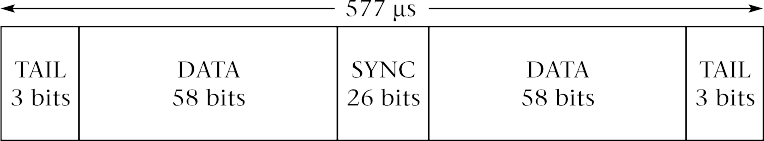 577 μs
TAIL
3 bits
DATA
58 bits
SYNC
26 bits
DATA
58 bits
TAIL
3 bits